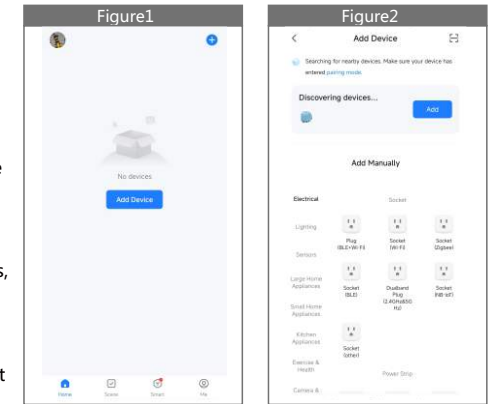 Figure1
No devices
Add Device
Home
Scene
Smart
Me
s,
Figure2
Add Device
Searching for nearby devices. Make sure your device has
entered pairing mode.
Discovering devices...
Add
Add Manually
Electrical
Socket
Lighting
Plug
(BLE+Wi-Fi)
Socket
(Wi-Fi)
Socket
(Zigbee)
Sensors
Large Home
Appliances
Socket
(BLE)
Dualband
Plug
(2.4GHz&5G
Hz)
Socket
(NB-IoT)
Small Home
Appliances
Kitchen
Appliances
Socket
(other)
Exercise &
Health
Power Strip
Camera &